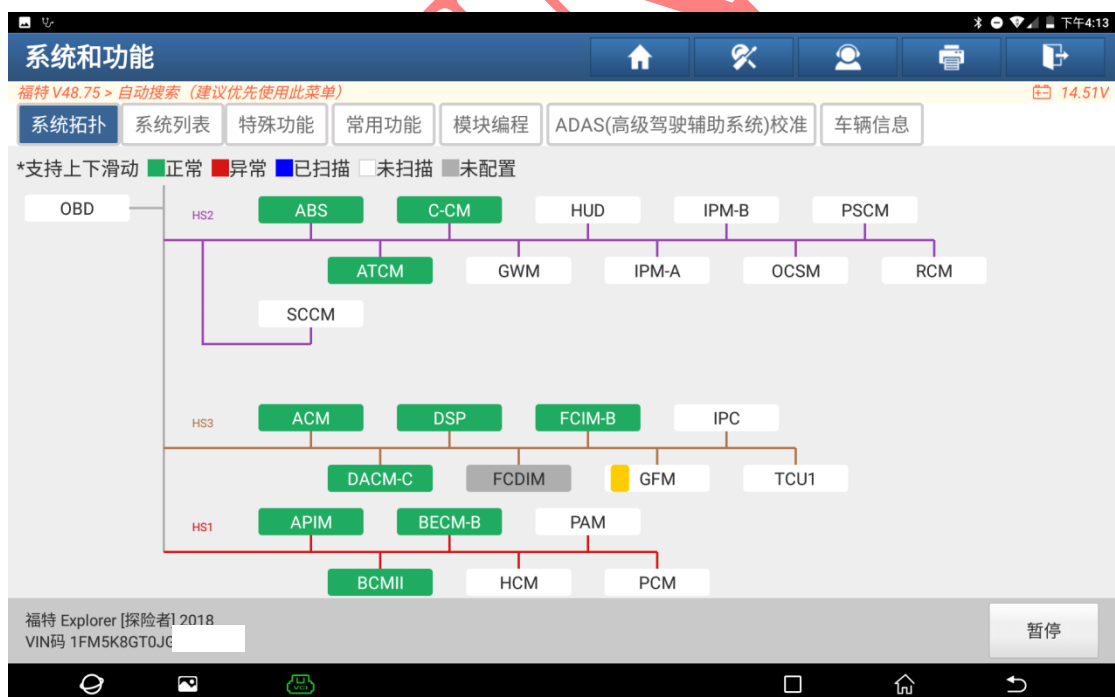 下午4:13
系统和功能
福特 V48.75 > 自动搜索（建议优先使用此菜单） 14.51V
系统拓扑 系统列表 特殊功能 常用功能 模块编程 ADAS(高级驾驶辅助系统)校准 车辆信息
*支持上下滑动 正常 异常 已扫描 未扫描 未配置
OBD HS2 ABS C-CM HUD IPM-B PSCM
ATCM GWM IPM-A OCSM RCM
SCCM
HS3 ACM DSP FCIM-B IPC
DACM-C FCDIM GFM TCU1
HS1 APIM BECM-B PAM
BCMII HCM PCM
福特 Explorer [探险者] 2018
VIN码 1FM5K8GT0JG
暂停
VCI